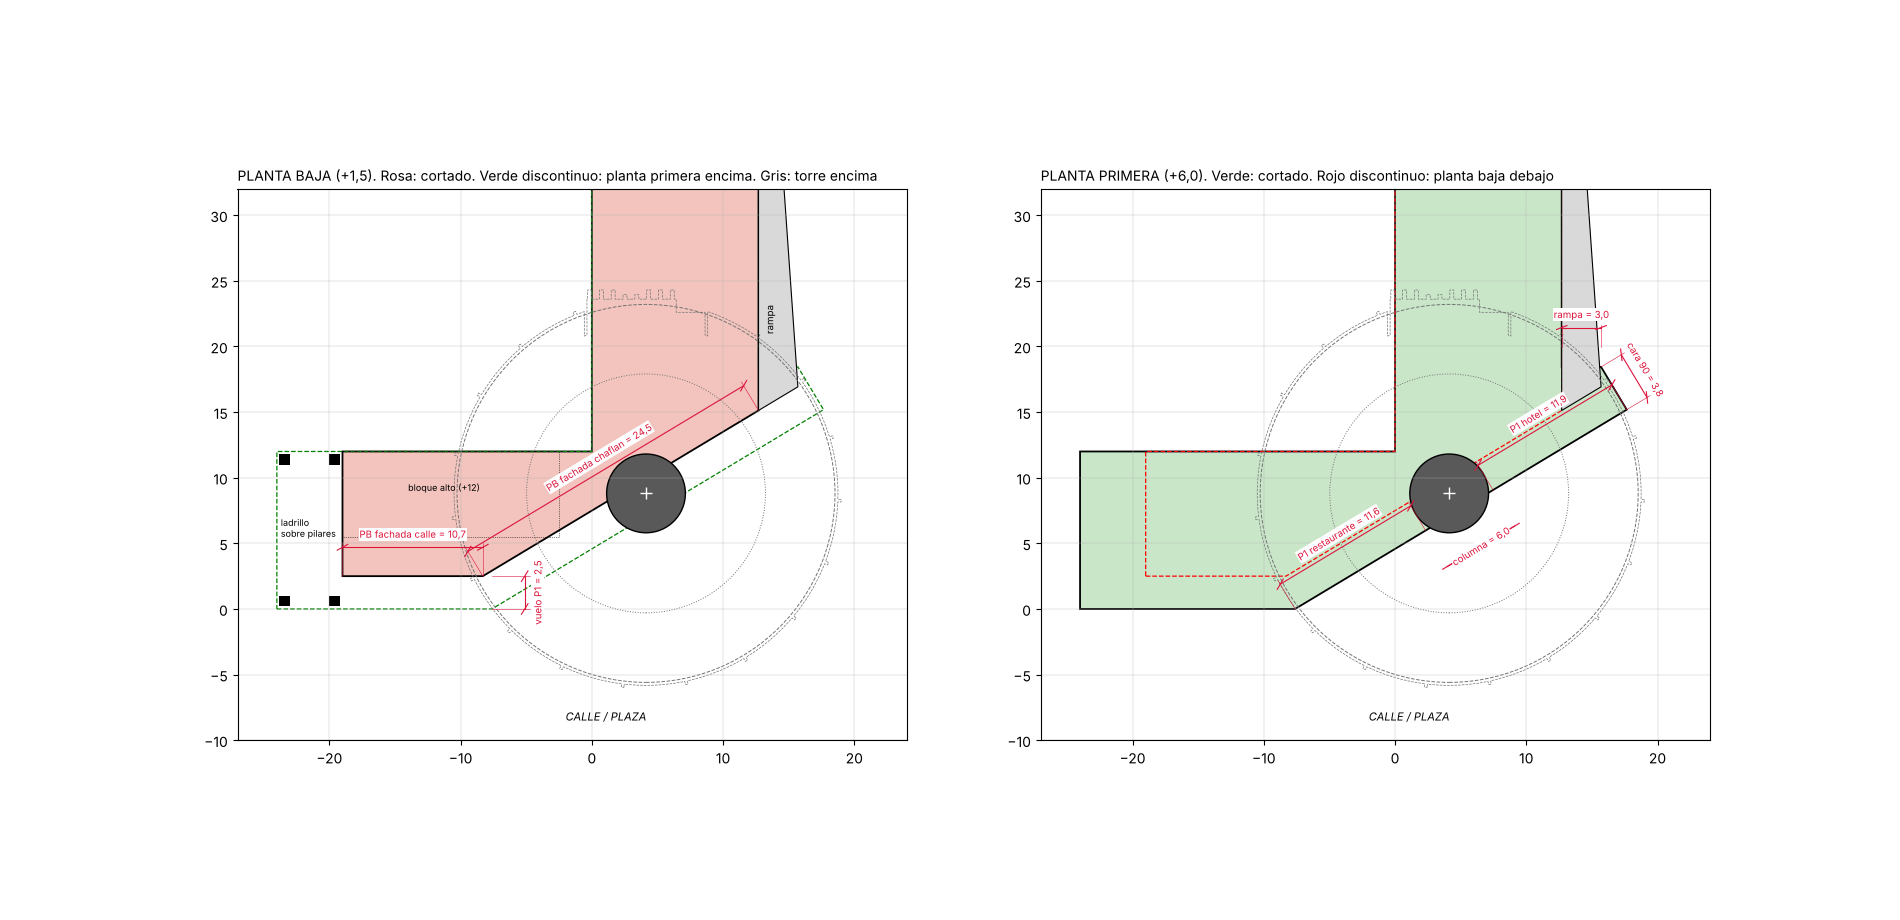 PLANTA BAJA (+1,5). Rosa: cortado. Verde discontinuo: planta primera encima. Gris: torre encima
30
25
20
15
10
5
0
−5
−10
−20
−10
0
10
20
rampa
PB fachada chaflan = 24,5
bloque alto (+12)
ladrillo
sobre pilares
PB fachada calle = 10,7
vuelo P1 = 2,5
CALLE / PLAZA
PLANTA PRIMERA (+6,0). Verde: cortado. Rojo discontinuo: planta baja debajo
30
25
20
15
10
5
0
−5
−10
−20
−10
0
10
20
rampa = 3,0
cara 90 = 3,8
P1 hotel = 11,9
P1 restaurante = 11,6
columna = 6,0
CALLE / PLAZA